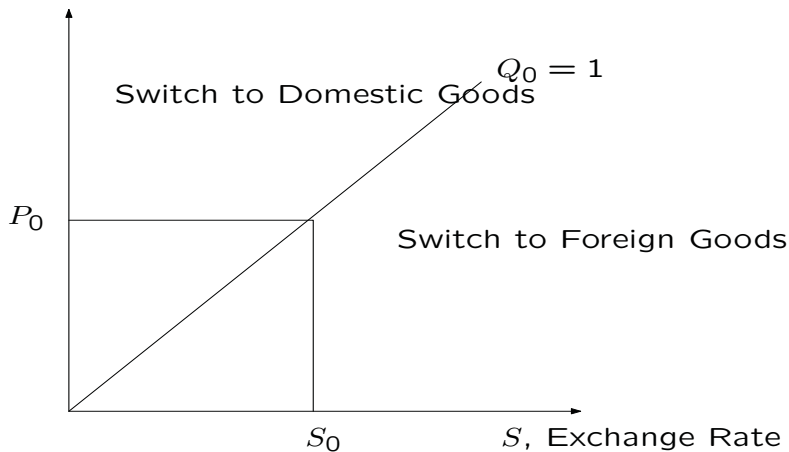 Q₀ = 1
Switch to Domestic Goods
P₀
Switch to Foreign Goods
S₀
S, Exchange Rate